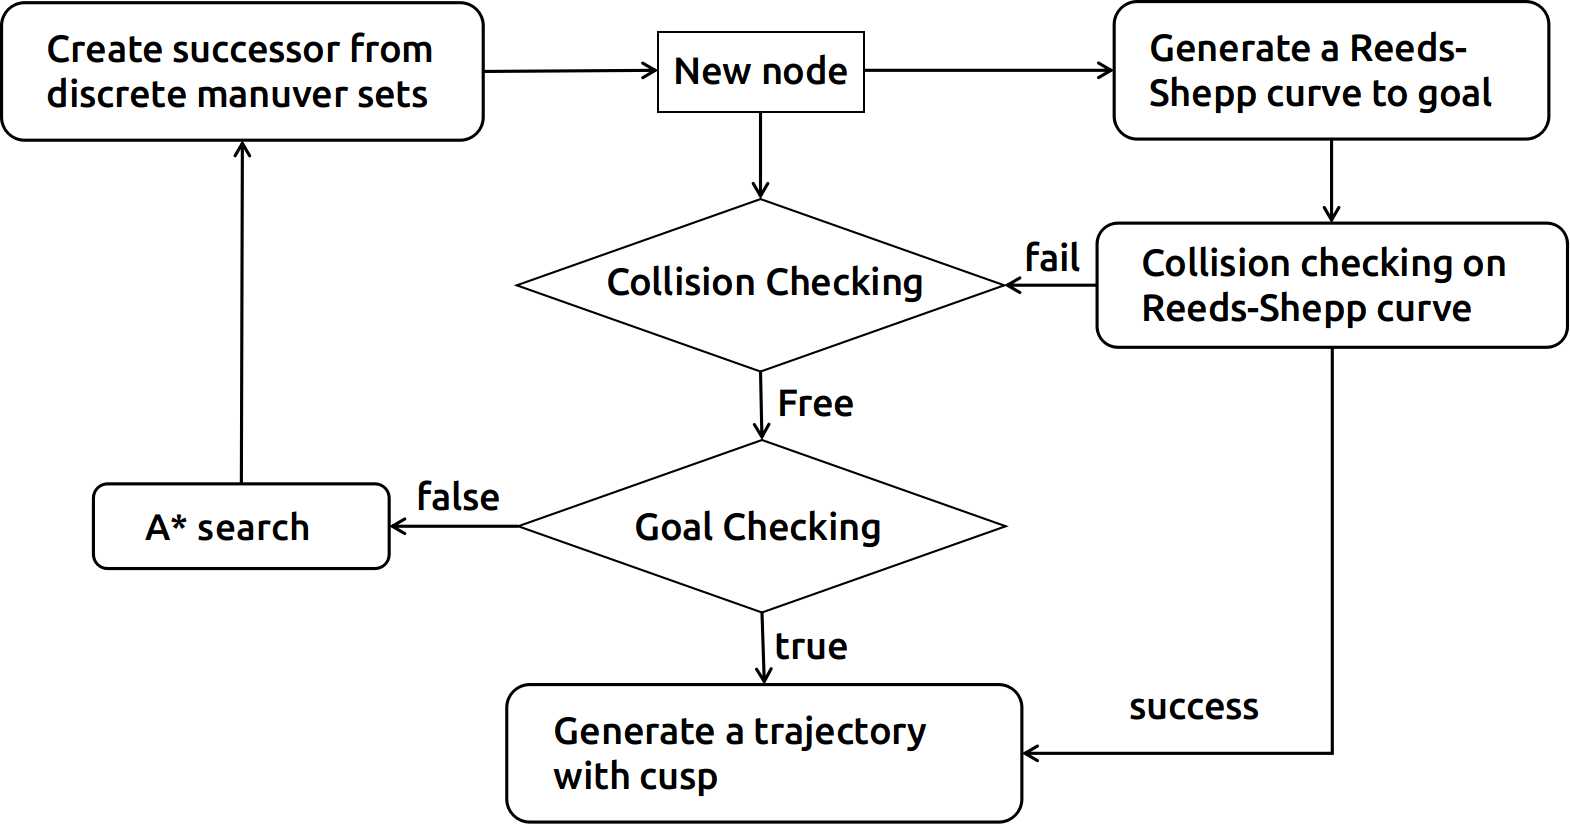 Create successor from
discrete manuver sets
New node
Generate a Reeds-
Shepp curve to goal
Collision Checking
fail
Collision checking on
Reeds-Shepp curve
Free
A* search
false
Goal Checking
true
success
Generate a trajectory
with cusp